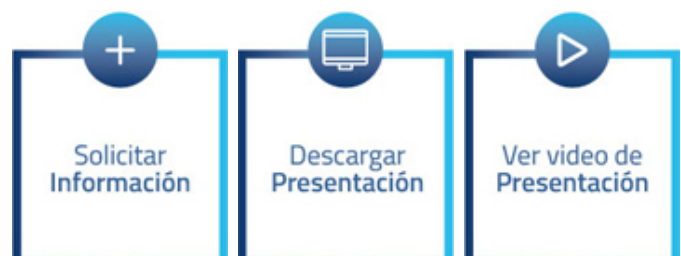 Solicitar
Información
Descargar
Presentación
Ver video de
Presentación